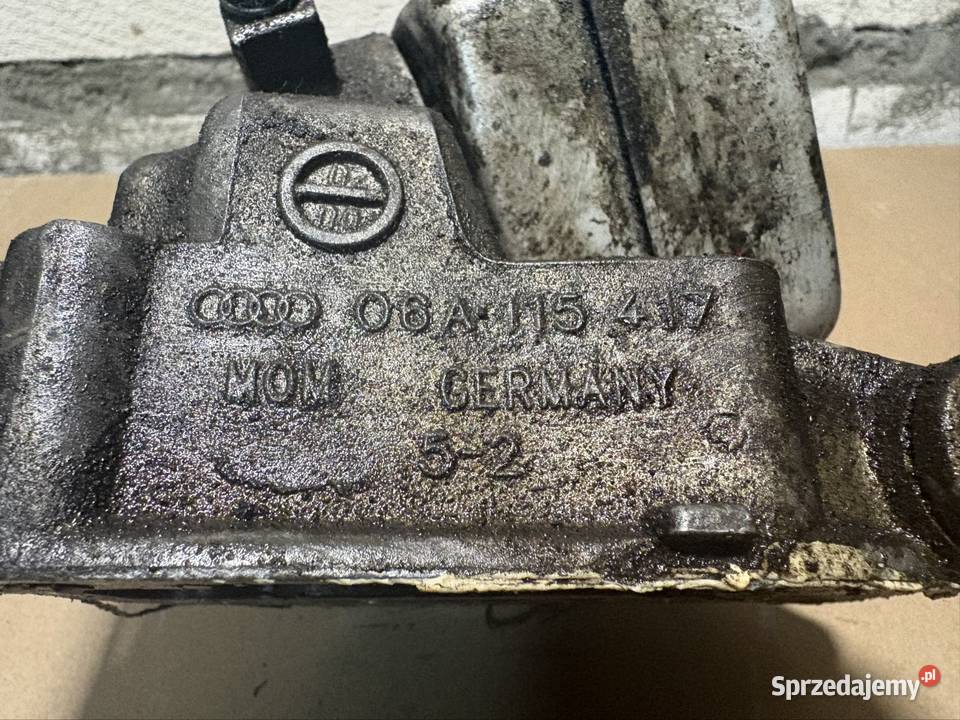 06A 115 417
MOM GERMANY
5-2
Sprzedajemy.pl